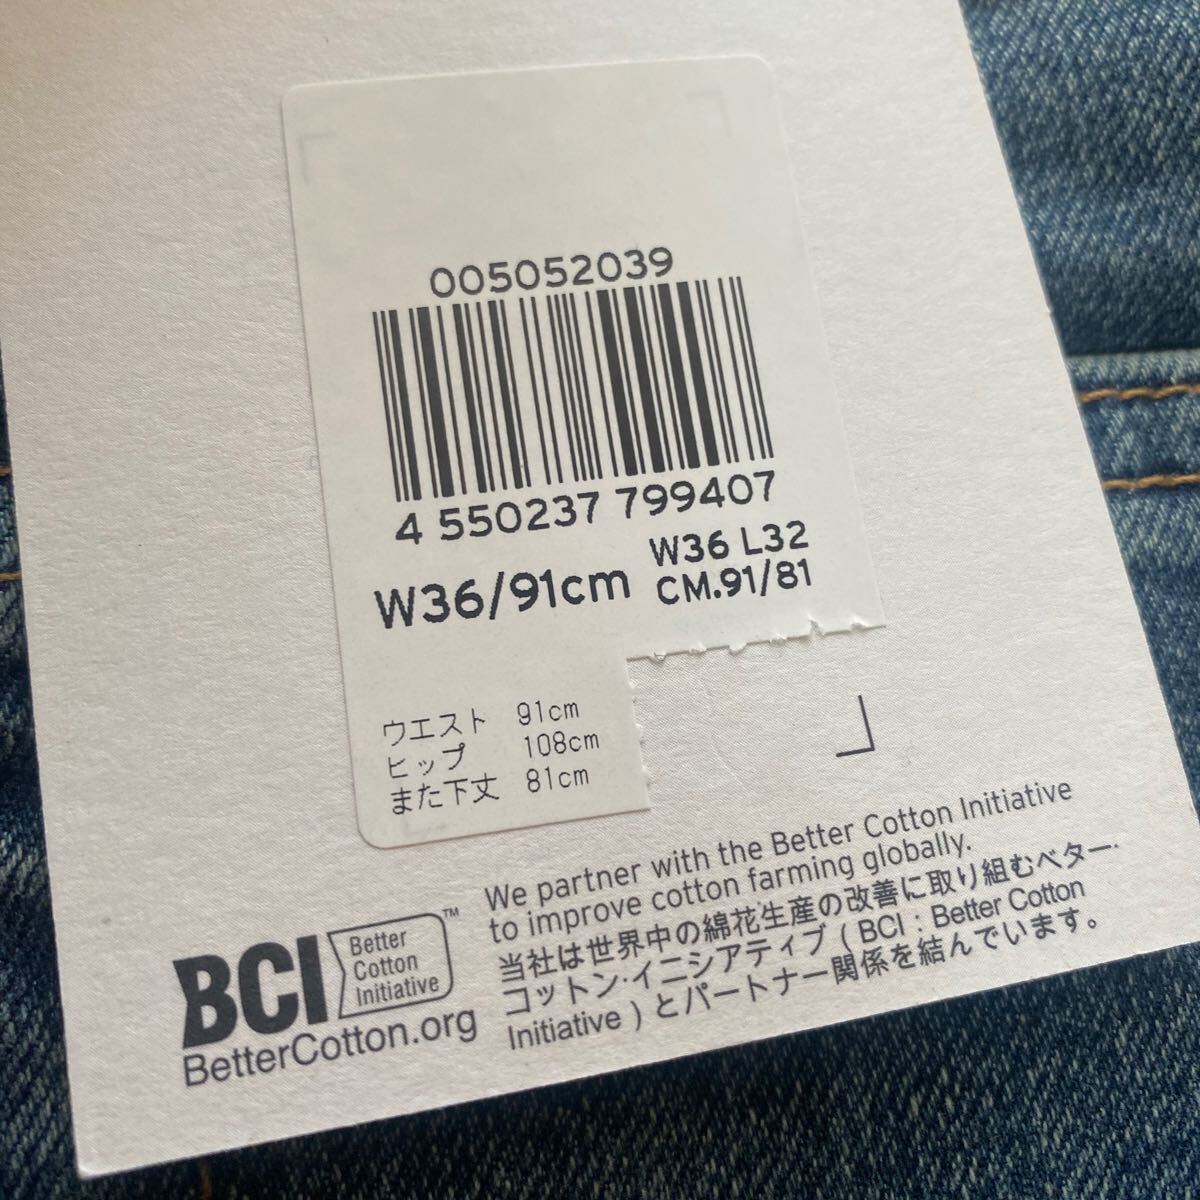 005052039
4 550237 799407
W36/91cm
W36 L32
CM.91/81
ウエスト 91cm
ヒップ 108cm
また下丈 81cm
We partner with the Better Cotton Initiative
to improve cotton farming globally.
当社は世界中の綿花生産の改善に取り組むベター・
コットン・イニシアティブ（BCI：Better Cotton
Initiative）とパートナー関係を結んでいます。
BCI
Better
Cotton
Initiative
™
BetterCotton.org